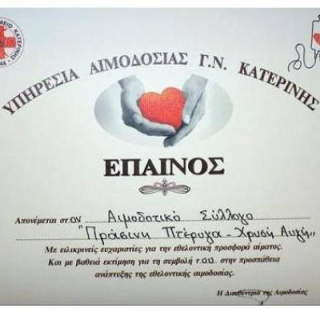 ΥΠΗΡΕΣΙΑ ΑΙΜΟΔΟΣΙΑΣ Γ.Ν. ΚΑΤΕΡΙΝΗΣ
ΕΠΑΙΝΟΣ
Απονέμεται στ.ον Αιμοδοτικό Σύλλογο
"Πράσινη Πτέρυγα - Χρυσή Αυγή"
Με ειλικρινείς ευχαριστίες για την εθελοντική προσφορά αίματος.
Και με βαθειά εκτίμηση για τη συμβολή τ.ου στην προσπάθεια
ανάπτυξης της εθελοντικής αιμοδοσίας.
Η Διευθύντρια της Αιμοδοσίας